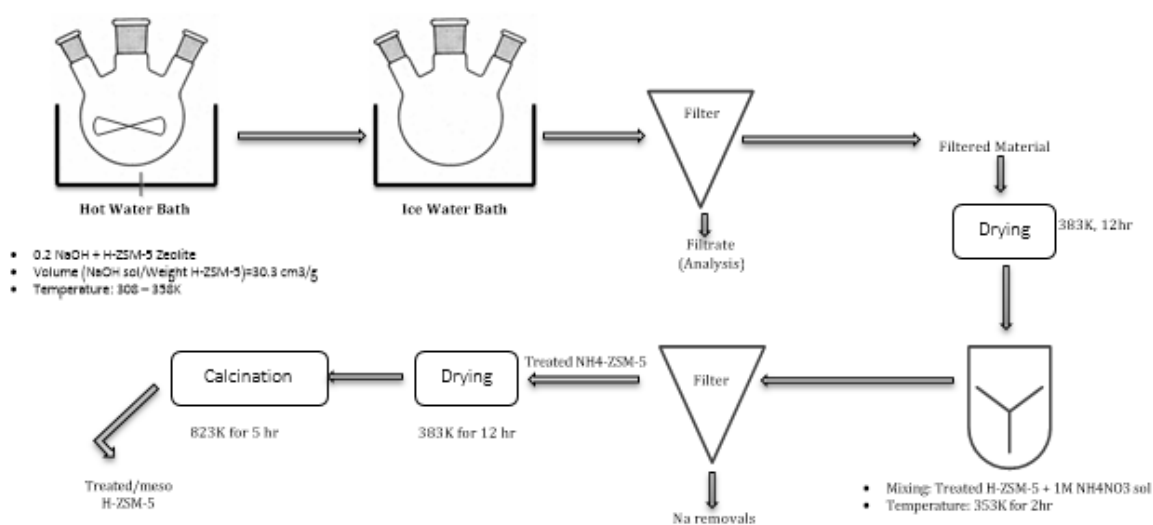 Hot Water Bath
Ice Water Bath
Filter
Filtrate
(Analysis)
Filtered Material
Drying
383K, 12hr
• 0.2 NaOH + H-ZSM-5 Zeolite
• Volume (NaOH sol/Weight H-ZSM-5)=30.3 cm3/g
• Temperature: 308 – 358K
• Mixing: Treated H-ZSM-5 + 1M NH4NO3 sol
• Temperature: 353K for 2hr
Filter
Na removals
Treated NH4-ZSM-5
Drying
383K for 12 hr
Calcination
823K for 5 hr
Treated/meso
H-ZSM-5